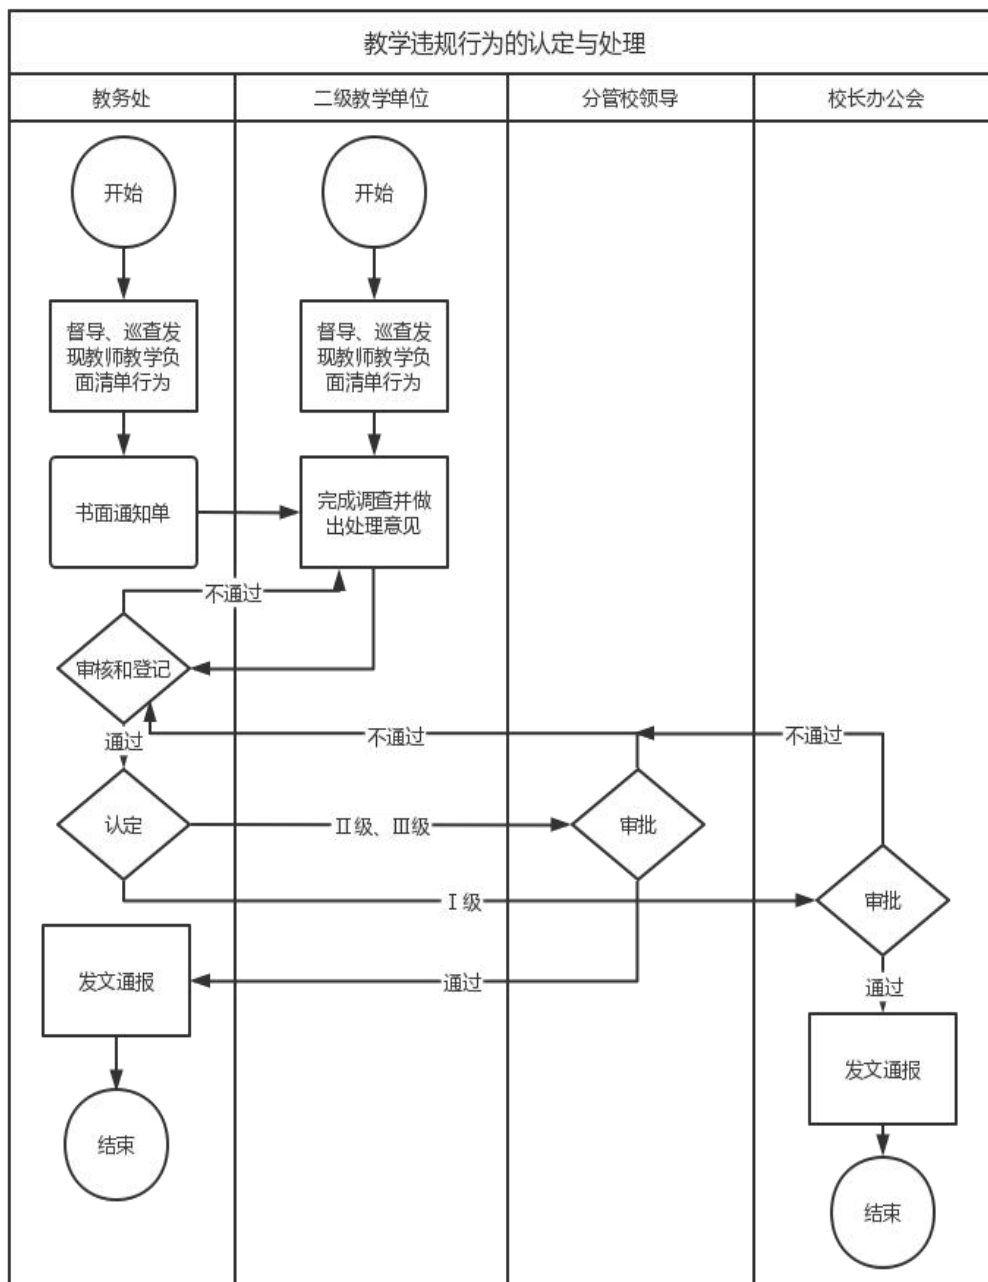 教学违规行为的认定与处理
教务处
二级教学单位
分管校领导
校长办公会
开始
开始
督导、巡查发
现教师教学负
面清单行为
督导、巡查发
现教师教学负
面清单行为
书面通知单
完成调查并做
出处理意见
不通过
审核和登记
通过
不通过
不通过
认定
Ⅱ级、Ⅲ级
审批
Ⅰ级
审批
发文通报
通过
通过
发文通报
结束
结束